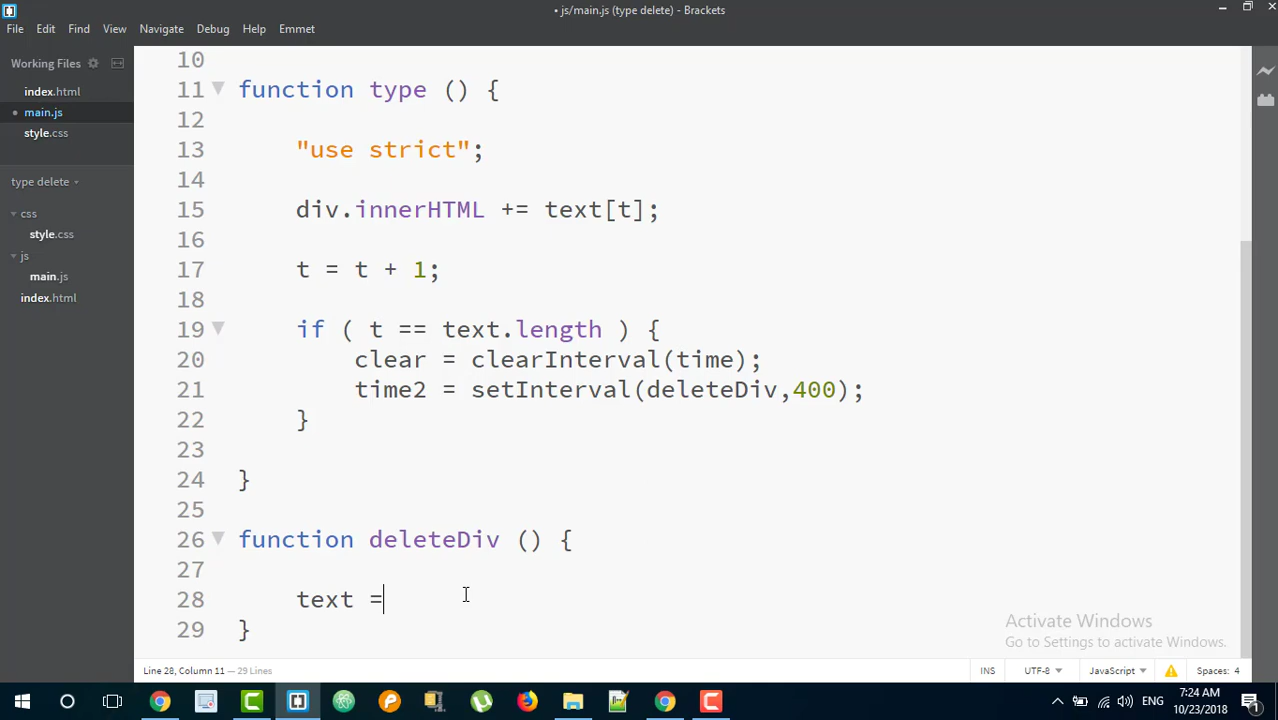 • js/main.js (type delete) - Brackets
File Edit Find View Navigate Debug Help Emmet
Working Files
index.html
• main.js
style.css
type delete
css
style.css
js
main.js
index.html
10
11 function type () {
12
13 "use strict";
14
15 div.innerHTML += text[t];
16
17 t = t + 1;
18
19 if ( t == text.length ) {
20 clear = clearInterval(time);
21 time2 = setInterval(deleteDiv,400);
22 }
23
24 }
25
26 function deleteDiv () {
27
28 text =
29 }
Activate Windows
Go to Settings to activate Windows.
Line 28, Column 11 — 29 Lines
INS UTF-8 JavaScript Spaces: 4
ENG
7:24 AM
10/23/2018